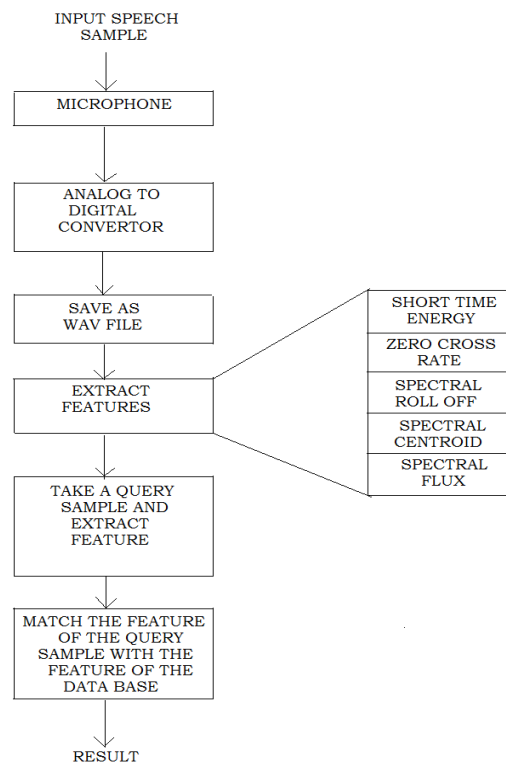 INPUT SPEECH
SAMPLE
MICROPHONE
ANALOG TO
DIGITAL
CONVERTOR
SAVE AS
WAV FILE
EXTRACT
FEATURES
SHORT TIME
ENERGY
ZERO CROSS
RATE
SPECTRAL
ROLL OFF
SPECTRAL
CENTROID
SPECTRAL
FLUX
TAKE A QUERY
SAMPLE AND
EXTRACT
FEATURE
MATCH THE FEATURE
OF THE QUERY
SAMPLE WITH THE
FEATURE OF THE
DATA BASE
RESULT